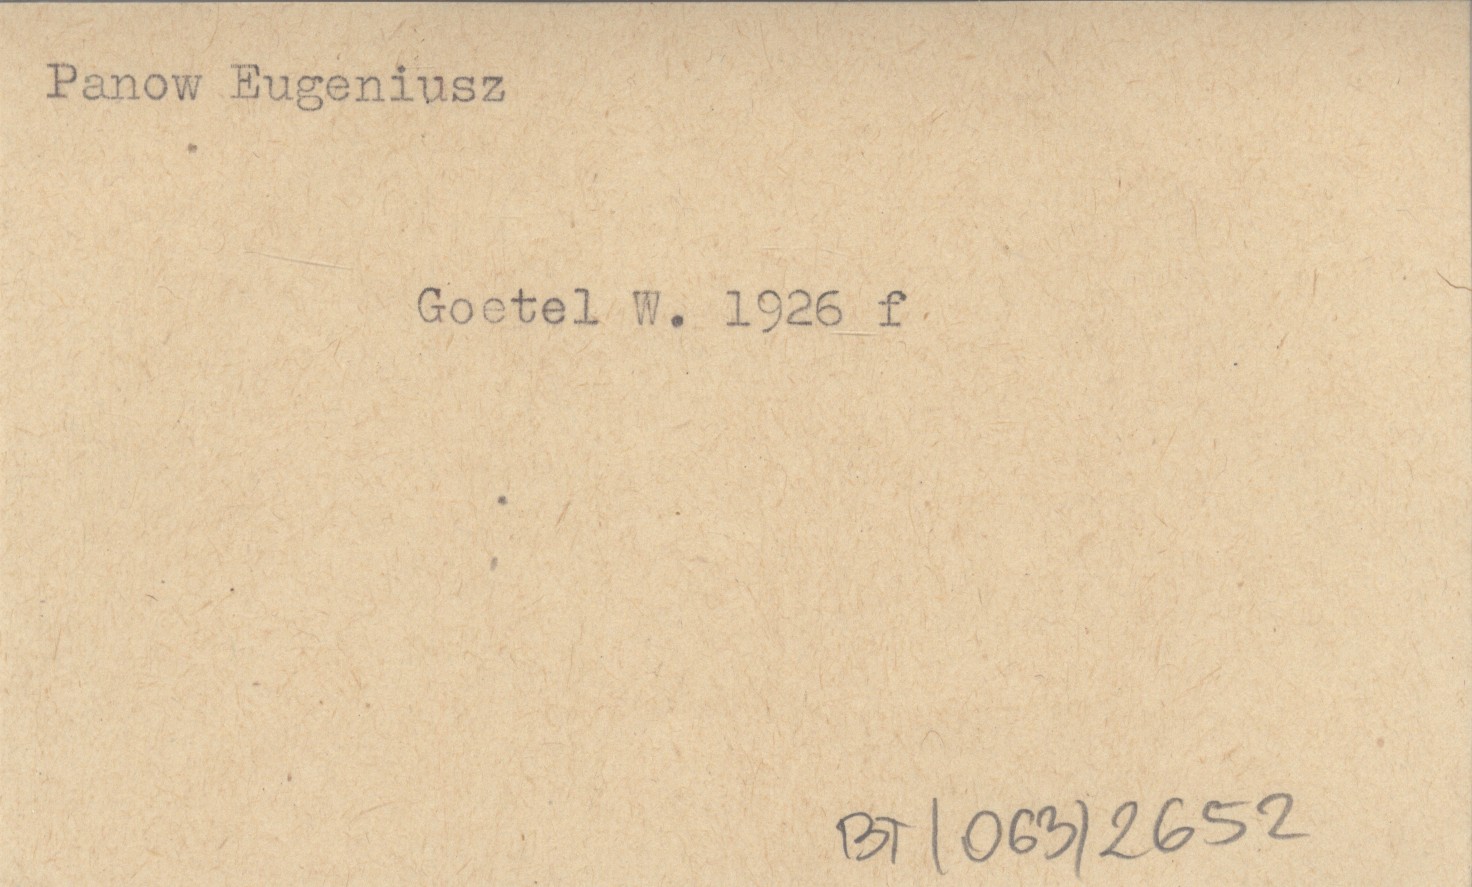 Panow Eugeniusz
Goetel W. 1926 f
BT/063/2652